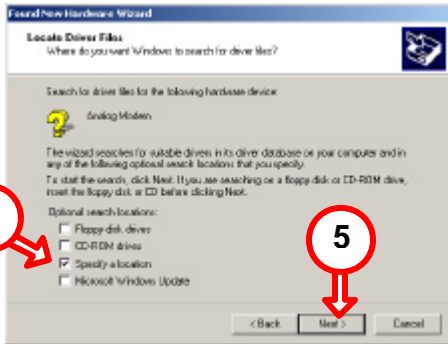 Found New Hardware Wizard
Locate Driver Files
Where do you want Windows to search for driver files?
Search for driver files for the following hardware device:
Analog Modem
The wizard searches for suitable drivers in its driver database on your computer and in
any of the following optional search locations that you specify.
To start the search, click Next. If you are searching on a floppy disk or CD-ROM drive,
insert the floppy disk or CD before clicking Next.
Optional search locations:
Floppy disk drives
CD-ROM drives
Specify a location
Microsoft Windows Update
5
< Back
Next >
Cancel